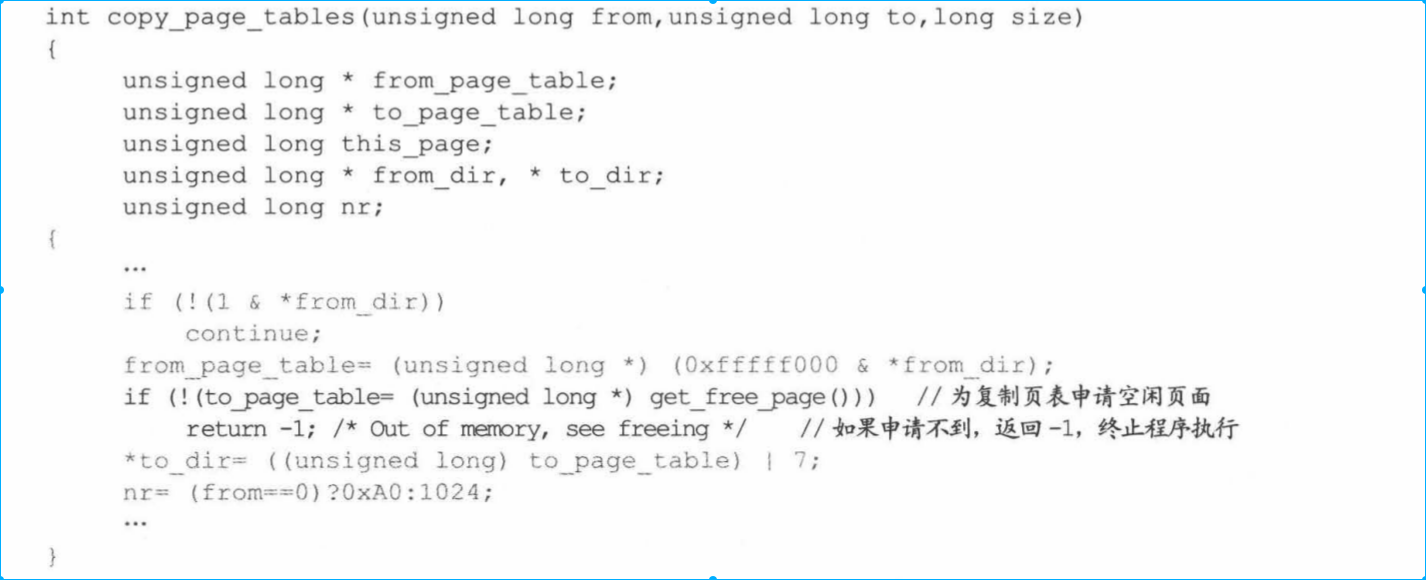 int copy_page_tables(unsigned long from,unsigned long to,long size)
{
unsigned long * from_page_table;
unsigned long * to_page_table;
unsigned long this_page;
unsigned long * from_dir, * to_dir;
unsigned long nr;
{
…
if (!(1 & *from_dir))
continue;
from_page_table= (unsigned long *) (0xfffff000 & *from_dir);
if (!(to_page_table= (unsigned long *) get_free_page())) //为复制页表申请空闲页面
return -1; /* Out of memory, see freeing */ //如果申请不到，返回-1，终止程序执行
*to_dir= ((unsigned long) to_page_table) | 7;
nr= (from==0)?0xA0:1024;
…
}